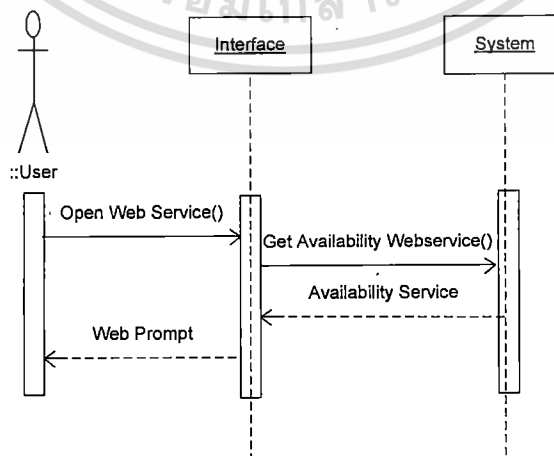 Interface
System
::User
Open Web Service()
Get Availability Webservice()
Availability Service
Web Prompt